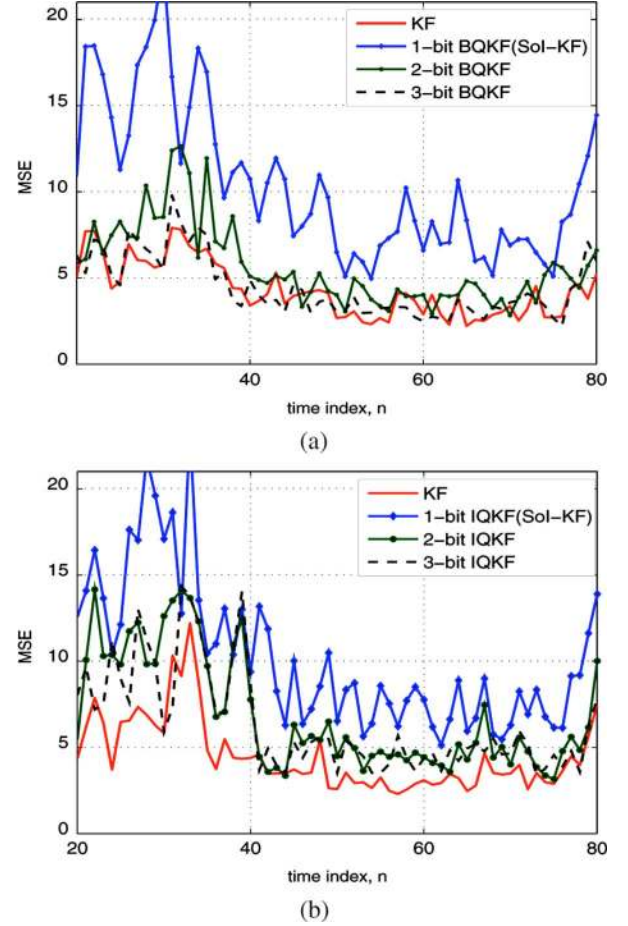 20
15
10
5
0
MSE
KF
1-bit BQKF(SoI-KF)
2-bit BQKF
3-bit BQKF
40
60
80
time index, n
(a)
20
15
10
5
0
MSE
KF
1-bit IQKF(SoI-KF)
2-bit IQKF
3-bit IQKF
20
40
60
80
time index, n
(b)